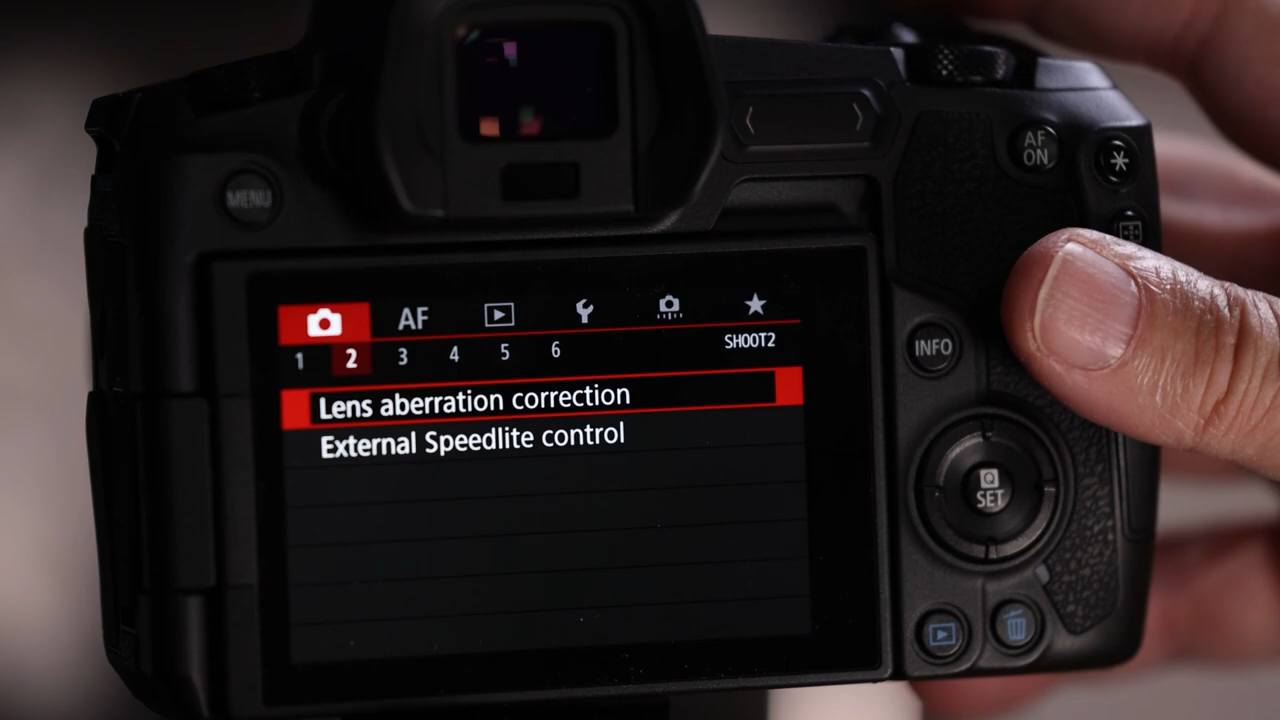 MENU
AF
ON
AF
1 2 3 4 5 6
SHOOT2
Lens aberration correction
External Speedlite control
INFO
Q
SET